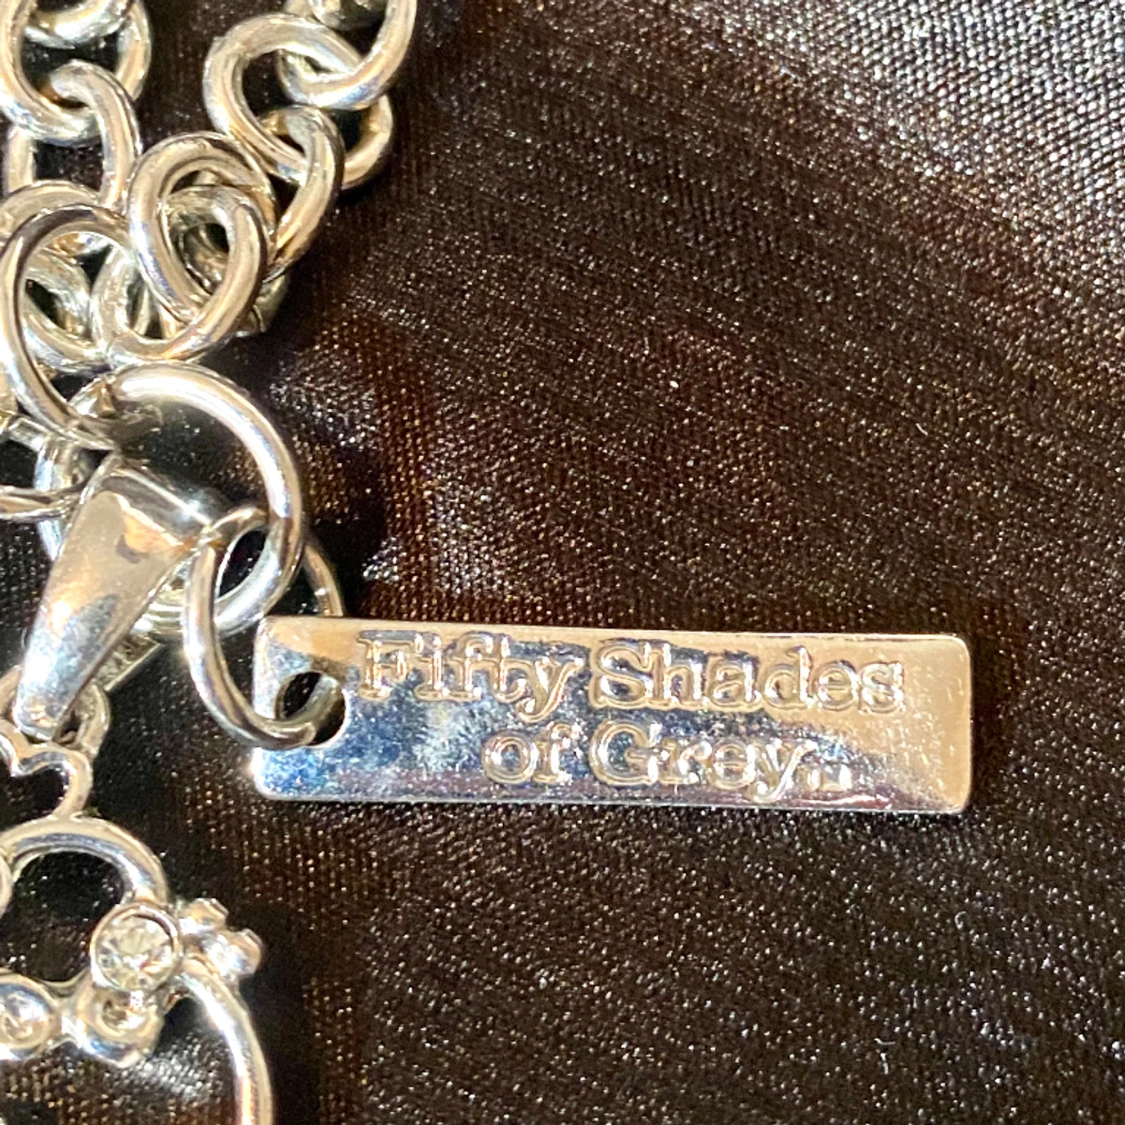 Fifty Shades
of Grey